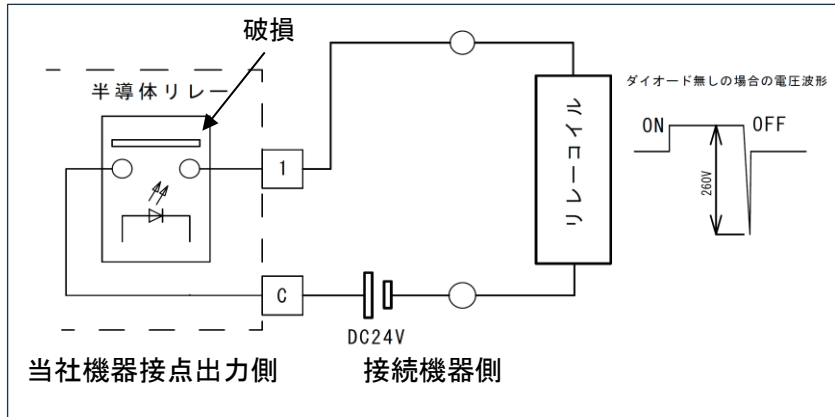 破損
半導体リレー
1
C
DC24V
リレーコイル
ダイオード無しの場合の電圧波形
ON
OFF
260V
当社機器接点出力側
接続機器側